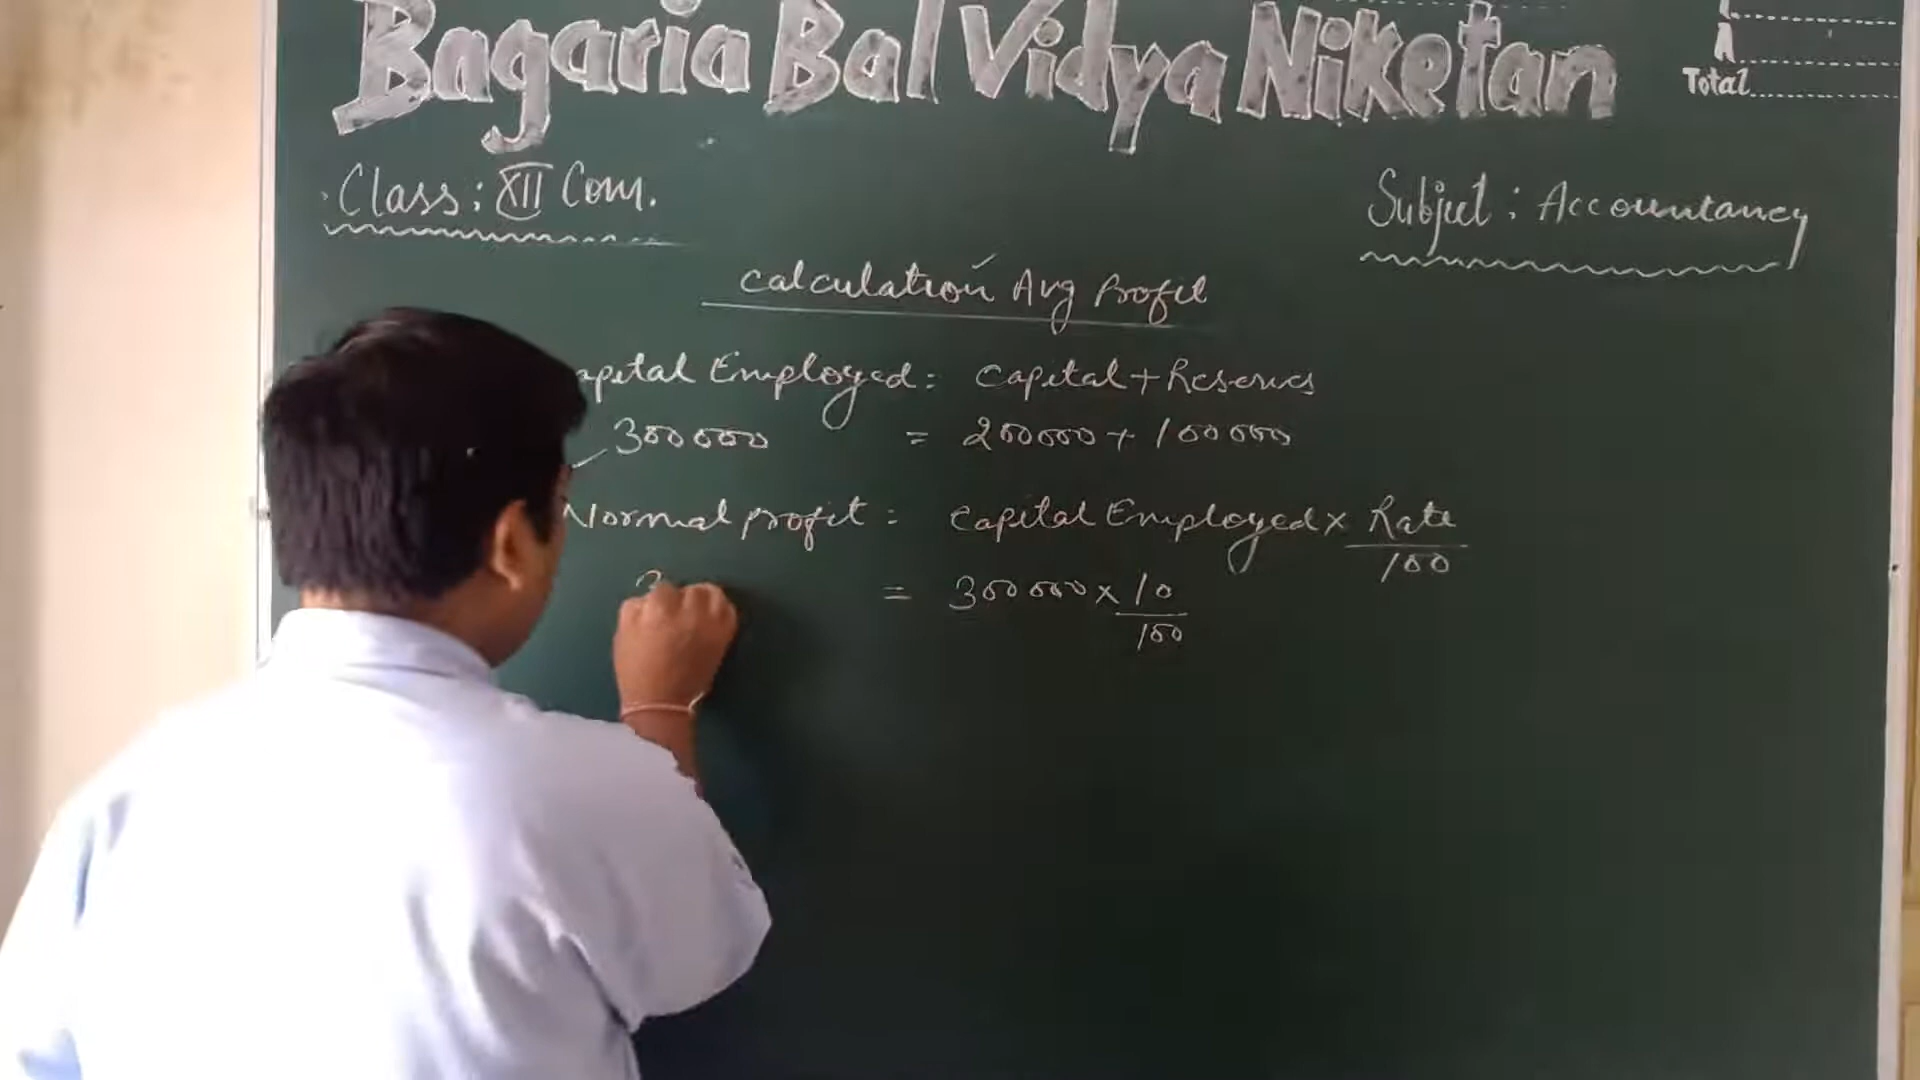 Bagaria Bal Vidya Niketan
A
Total
Class: XII Com.
Subject: Accountancy
Calculation Avg Profit
apital Employed = Capital + Reserves
300000 = 200000 + 100000
Normal profit = Capital Employed × Rate
100
3 = 300000 × 10
100